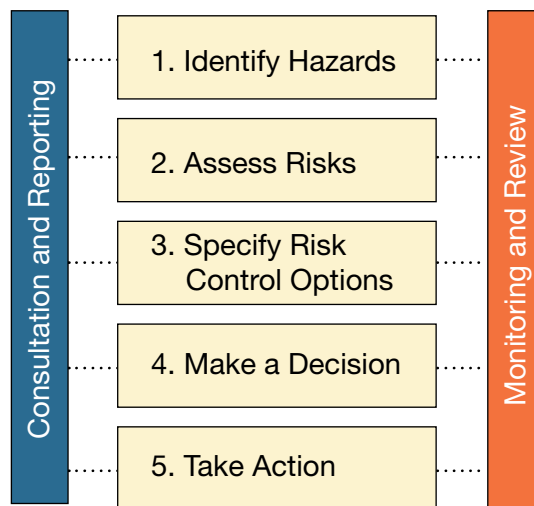 Consultation and Reporting
1. Identify Hazards
2. Assess Risks
3. Specify Risk
Control Options
4. Make a Decision
5. Take Action
Monitoring and Review